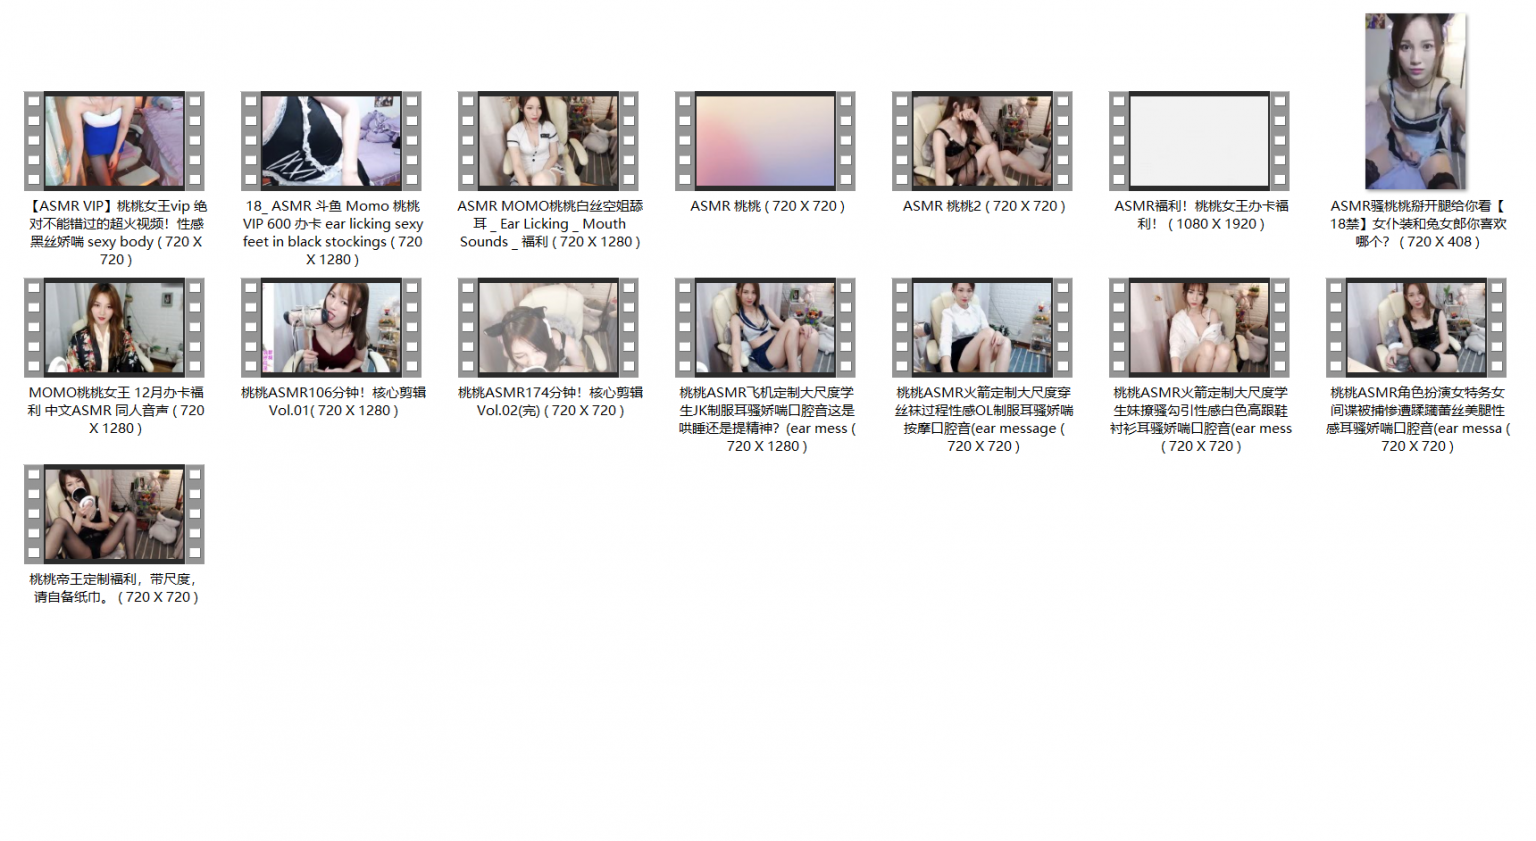 【ASMR VIP】桃桃女王vip 绝
对不能错过的超火视频！性感
黑丝娇喘 sexy body ( 720 X
720 )
18_ ASMR 斗鱼 Momo 桃桃
VIP 600 办卡 ear licking sexy
feet in black stockings ( 720
X 1280 )
ASMR MOMO桃桃白丝空姐舔
耳 _ Ear Licking _ Mouth
Sounds _ 福利 ( 720 X 1280 )
ASMR 桃桃 ( 720 X 720 )
ASMR 桃桃2 ( 720 X 720 )
ASMR福利！桃桃女王办卡福
利！ ( 1080 X 1920 )
ASMR骚桃桃掰开腿给你看【
18禁】女仆装和兔女郎你喜欢
哪个？ ( 720 X 408 )
MOMO桃桃女王 12月办卡福
利 中文ASMR 同人音声 ( 720
X 1280 )
桃桃ASMR106分钟！核心剪辑
Vol.01( 720 X 1280 )
桃桃ASMR174分钟！核心剪辑
Vol.02(完) ( 720 X 720 )
桃桃ASMR飞机定制大尺度学
生JK制服耳骚娇喘口腔音这是
哄睡还是提精神？(ear mess (
720 X 1280 )
桃桃ASMR火箭定制大尺度穿
丝袜过程性感OL制服耳骚娇喘
按摩口腔音(ear message (
720 X 720 )
桃桃ASMR火箭定制大尺度学
生妹撩骚勾引性感白色高跟鞋
衬衫耳骚娇喘口腔音(ear mess
( 720 X 720 )
桃桃ASMR角色扮演女特务女
间谍被捕惨遭蹂躏蕾丝美腿性
感耳骚娇喘口腔音(ear messa (
720 X 720 )
桃桃帝王定制福利，带尺度，
请自备纸巾。 ( 720 X 720 )